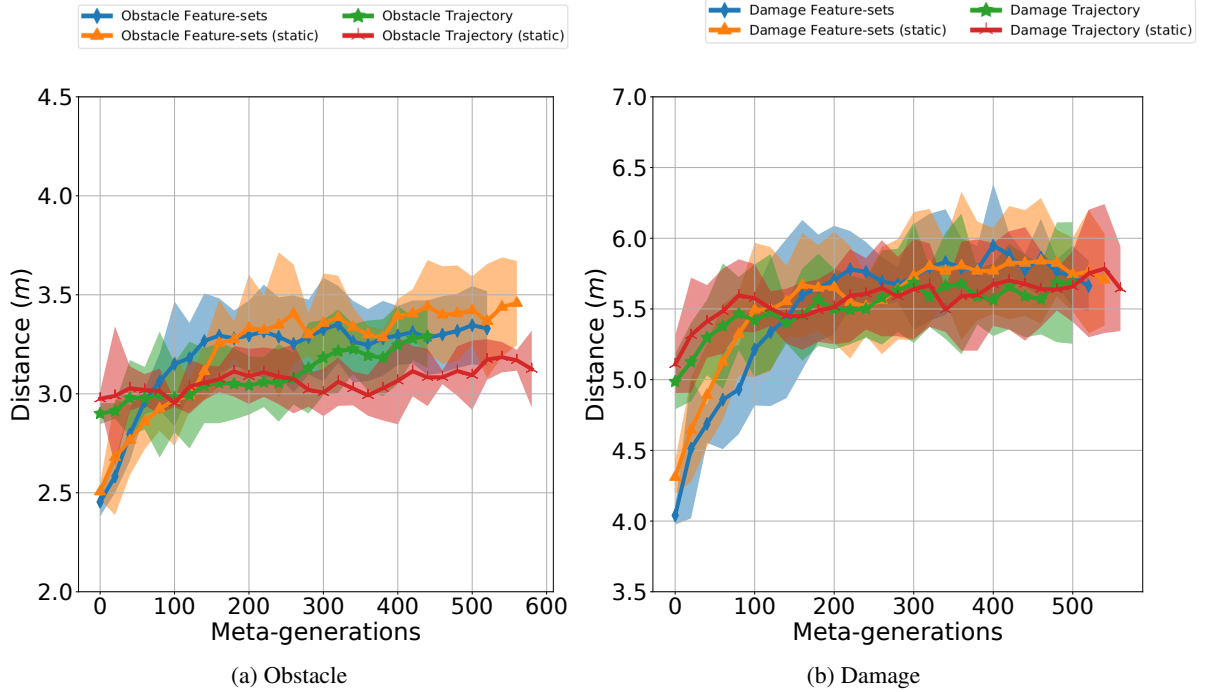 Obstacle Feature-sets
Obstacle Feature-sets (static)
Obstacle Trajectory
Obstacle Trajectory (static)
4.5
4.0
3.5
3.0
2.5
2.0
Distance (m)
0 100 200 300 400 500 600
Meta-generations
(a) Obstacle
Damage Feature-sets
Damage Feature-sets (static)
Damage Trajectory
Damage Trajectory (static)
7.0
6.5
6.0
5.5
5.0
4.5
4.0
3.5
Distance (m)
0 100 200 300 400 500
Meta-generations
(b) Damage